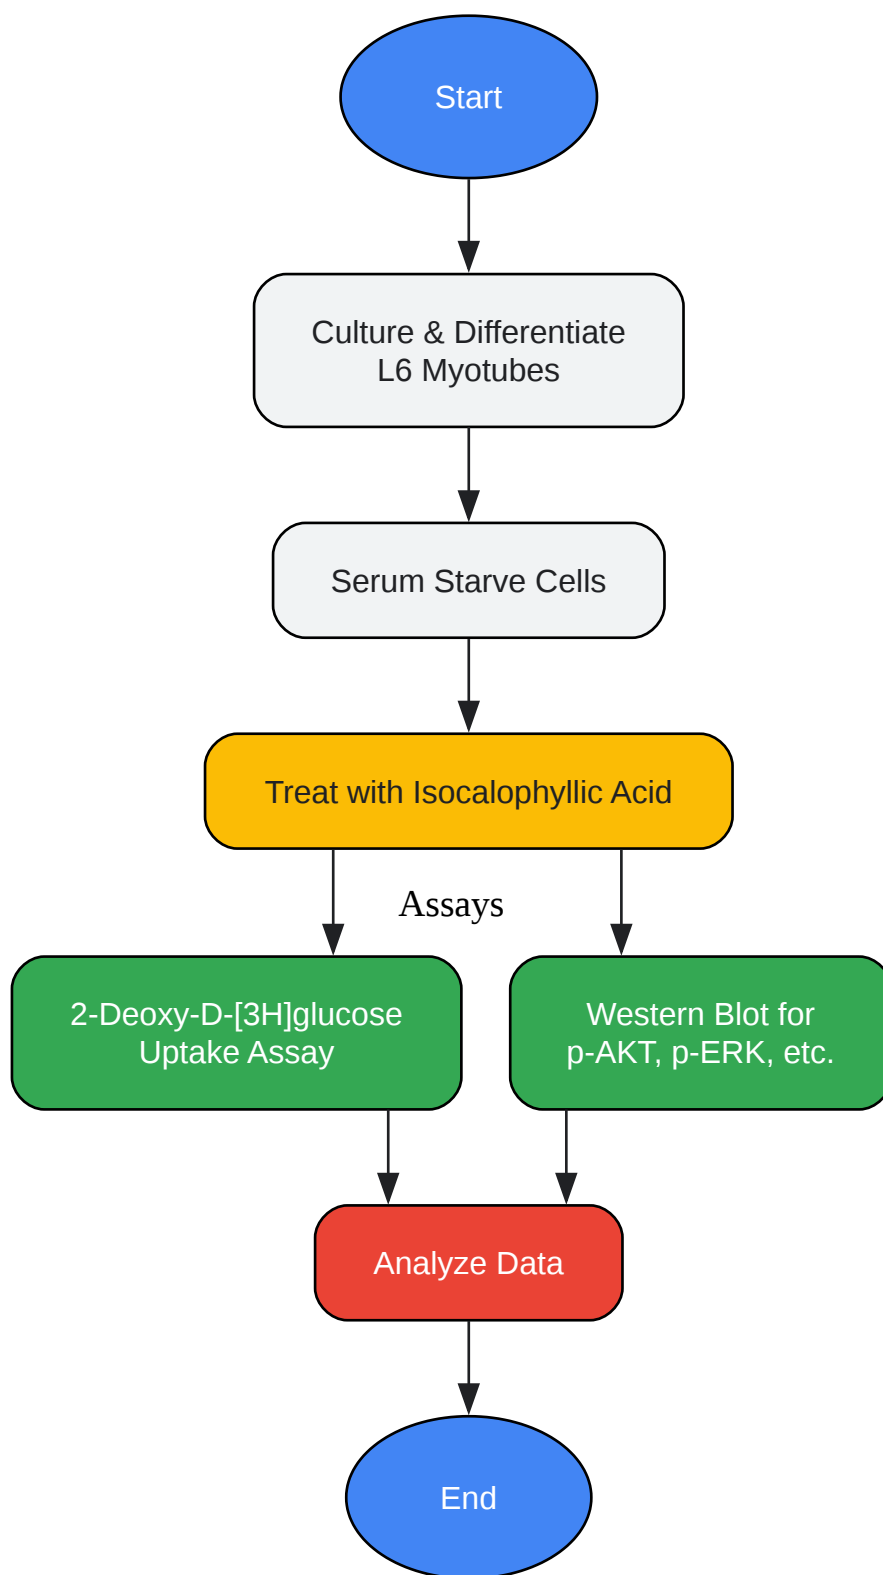 Start
Culture & Differentiate
L6 Myotubes
Serum Starve Cells
Treat with Isocalophyllic Acid
Assays
2-Deoxy-D-[3H]glucose
Uptake Assay
Western Blot for
p-AKT, p-ERK, etc.
Analyze Data
End